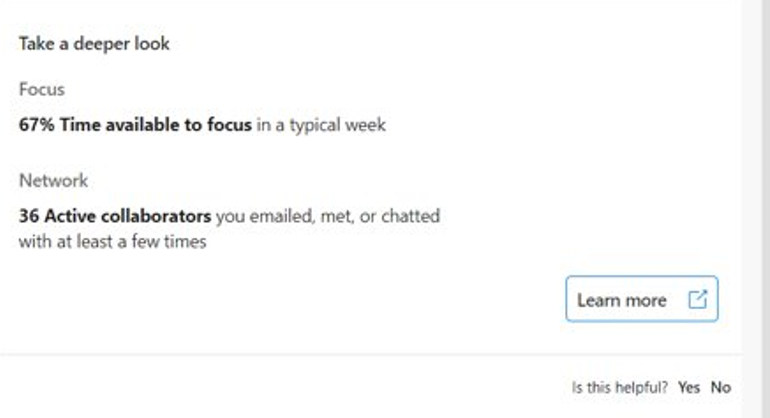 Take a deeper look
Focus
67% Time available to focus in a typical week
Network
36 Active collaborators you emailed, met, or chatted
with at least a few times
Learn more
Is this helpful? Yes No